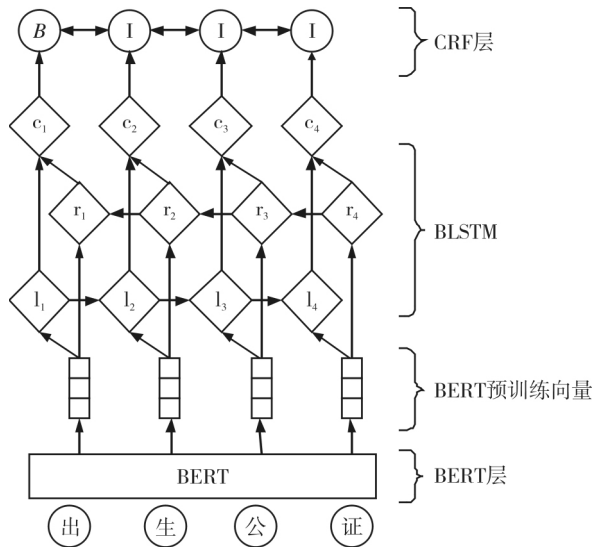 B I I I
CRF层
c1 c2 c3 c4
r1 r2 r3 r4
BLSTM
l1 l2 l3 l4
BERT预训练向量
BERT
BERT层
出 生 公 证